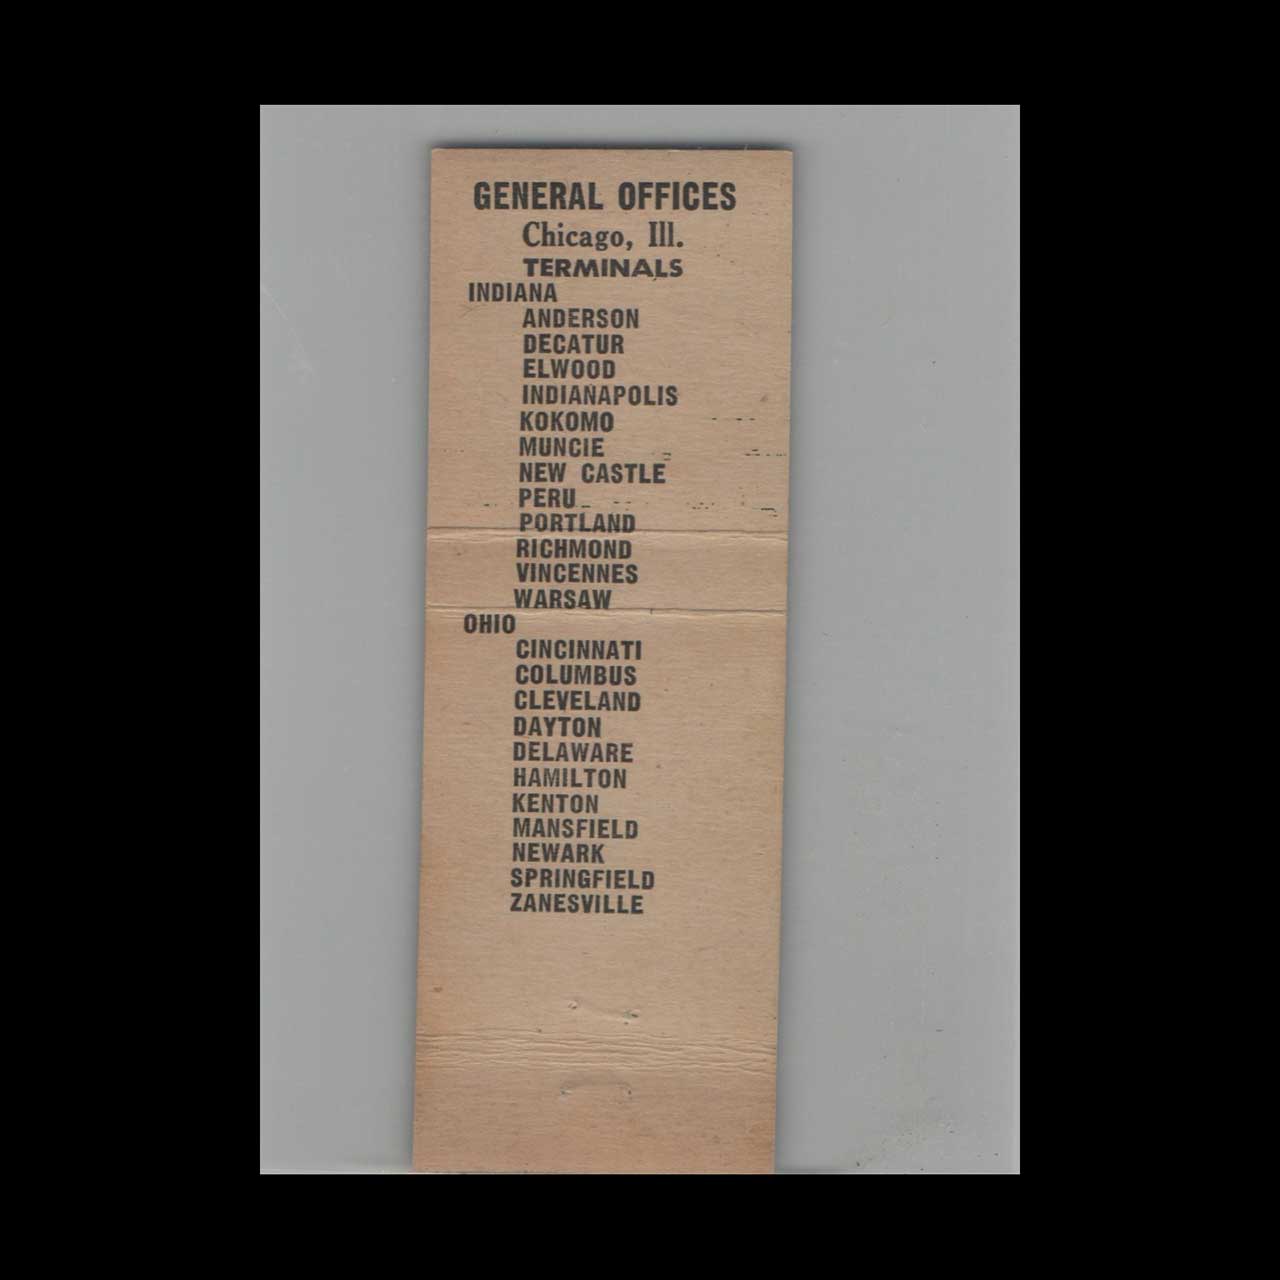 GENERAL OFFICES
Chicago, Ill.
TERMINALS
INDIANA
ANDERSON
DECATUR
ELWOOD
INDIANAPOLIS
KOKOMO
MUNCIE
NEW CASTLE
PERU
PORTLAND
RICHMOND
VINCENNES
WARSAW
OHIO
CINCINNATI
COLUMBUS
CLEVELAND
DAYTON
DELAWARE
HAMILTON
KENTON
MANSFIELD
NEWARK
SPRINGFIELD
ZANESVILLE